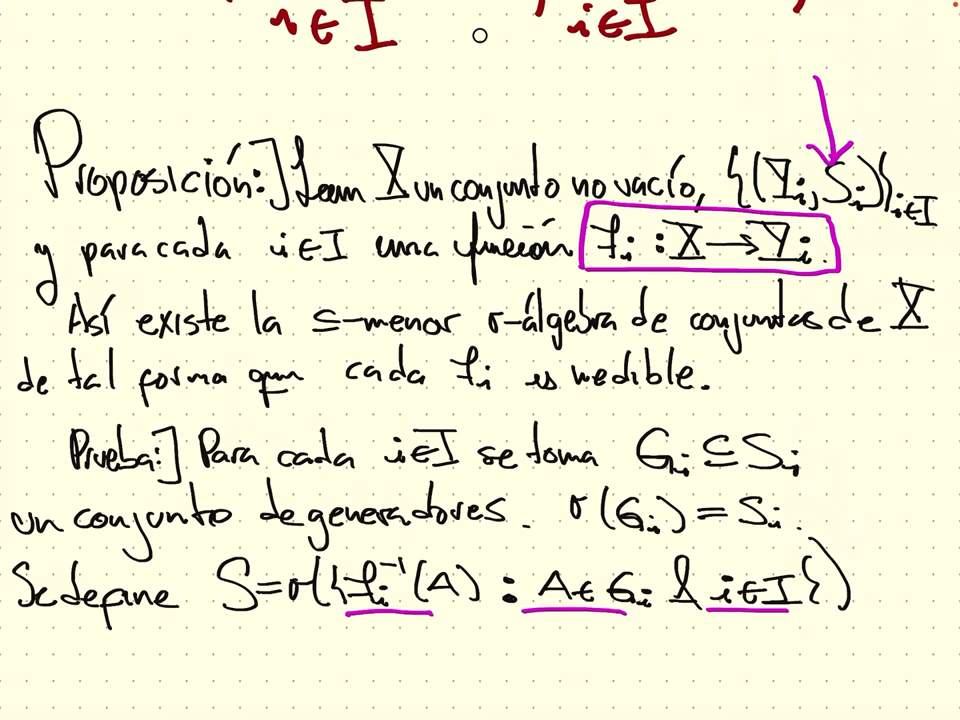 i∈I i∈I
Proposición:] Sean X un conjunto no vacío, {(Yi, Si)}i∈I
y para cada i∈I una función fi : X → Yi.
Así existe la ⊆-menor σ-álgebra de conjuntos de X
de tal forma que cada fi es medible.
Prueba:] Para cada i∈I se toma Gi ⊆ Si
un conjunto de generadores. σ(Gi) = Si.
Se define S=σ({fi⁻¹(A) : A∈Gi & i∈I})